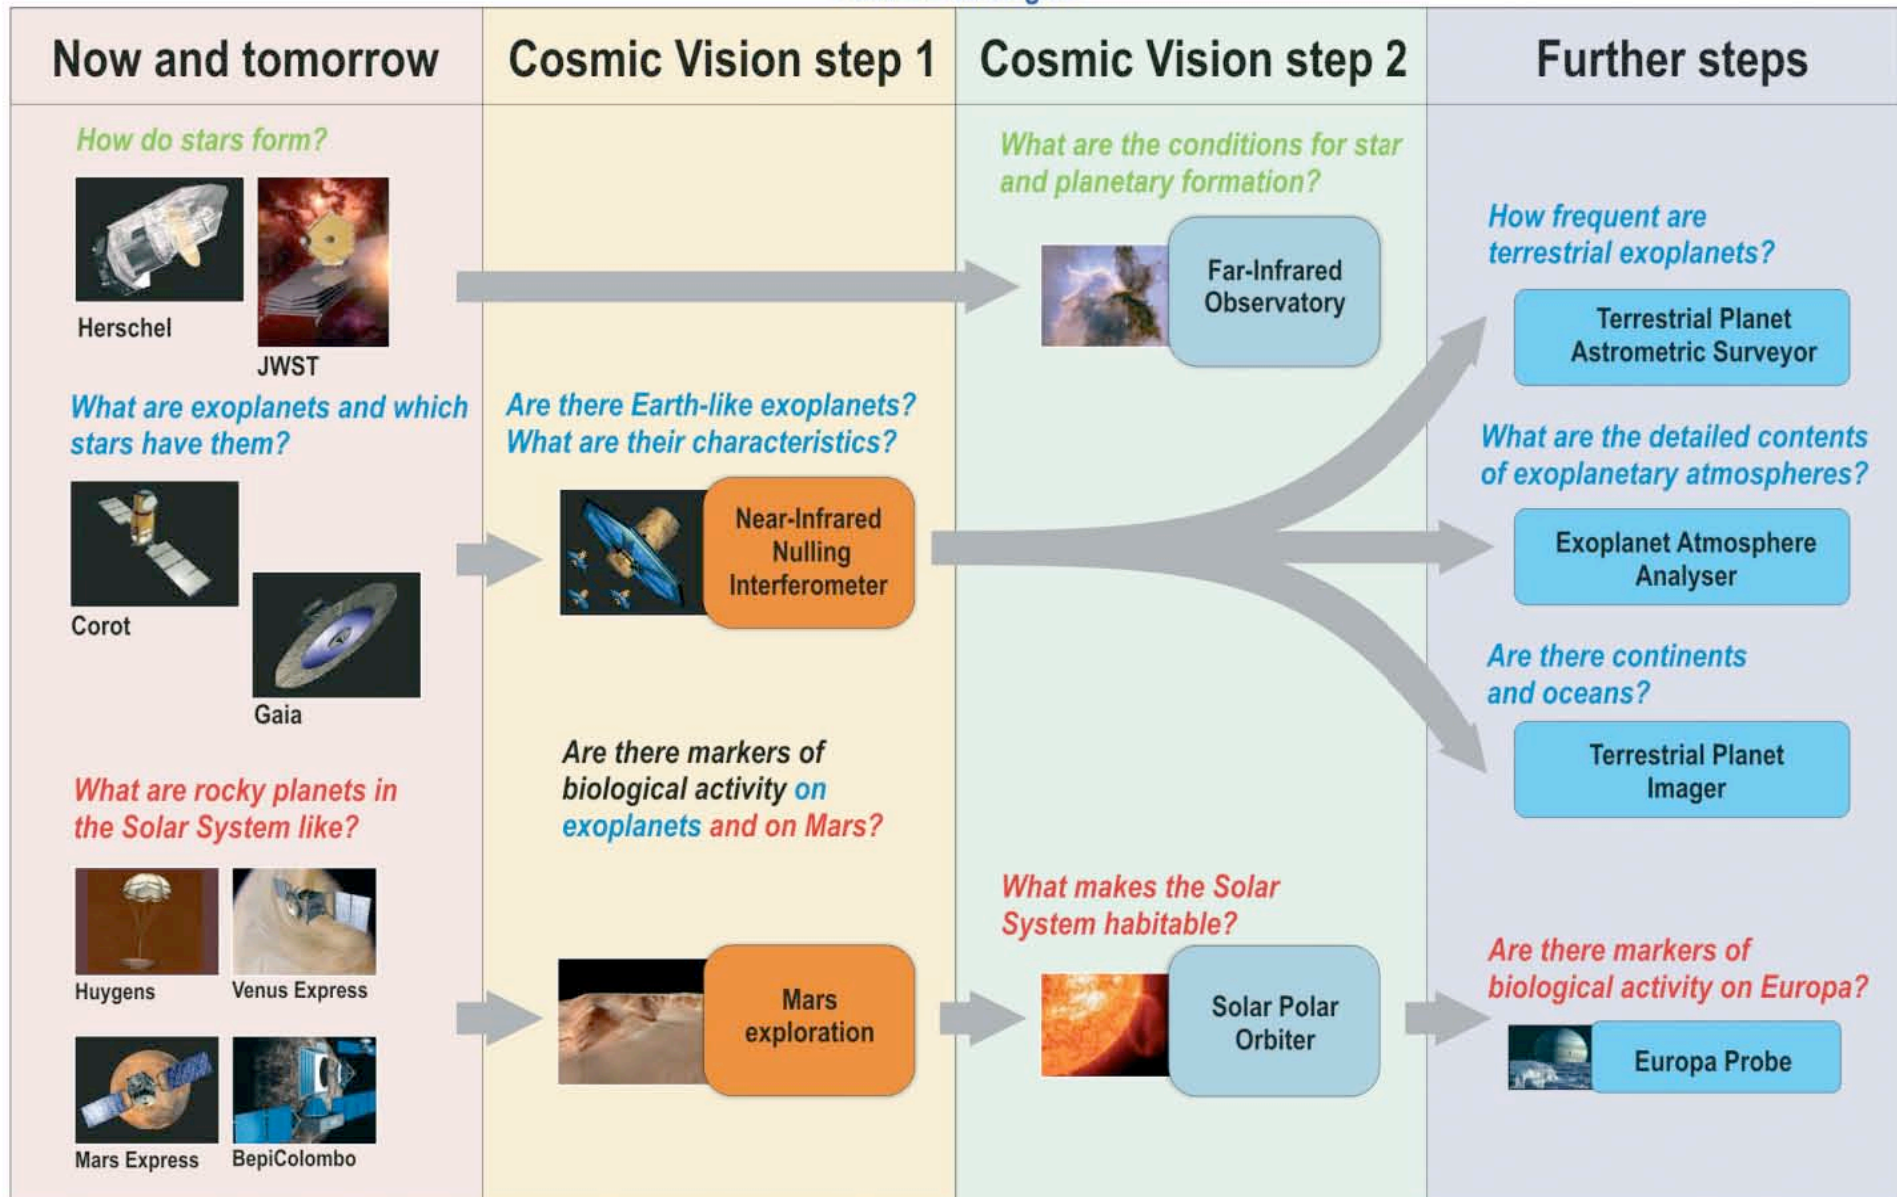 Now and tomorrow
Cosmic Vision step 1
Cosmic Vision step 2
Further steps
How do stars form?
Herschel
JWST
What are exoplanets and which
stars have them?
Corot
Gaia
What are rocky planets in
the Solar System like?
Huygens
Venus Express
Mars Express
BepiColombo
Are there Earth-like exoplanets?
What are their characteristics?
Near-Infrared
Nulling
Interferometer
Are there markers of
biological activity on
exoplanets and on Mars?
Mars
exploration
What are the conditions for star
and planetary formation?
Far-Infrared
Observatory
What makes the Solar
System habitable?
Solar Polar
Orbiter
How frequent are
terrestrial exoplanets?
Terrestrial Planet
Astrometric Surveyor
What are the detailed contents
of exoplanetary atmospheres?
Exoplanet Atmosphere
Analyser
Are there continents
and oceans?
Terrestrial Planet
Imager
Are there markers of
biological activity on Europa?
Europa Probe